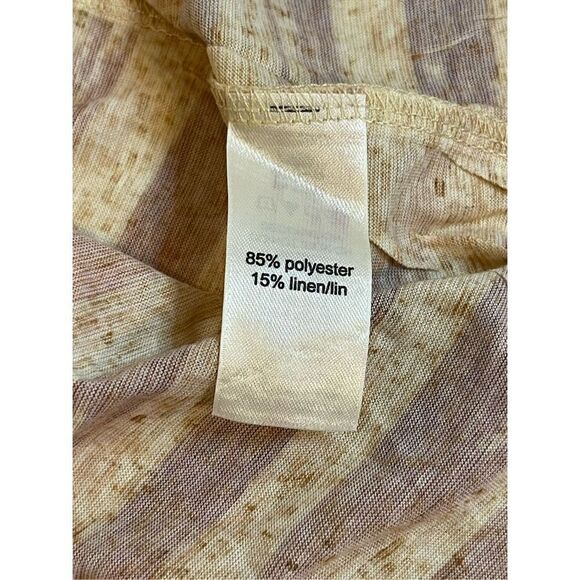 85% polyester
15% linen/lin